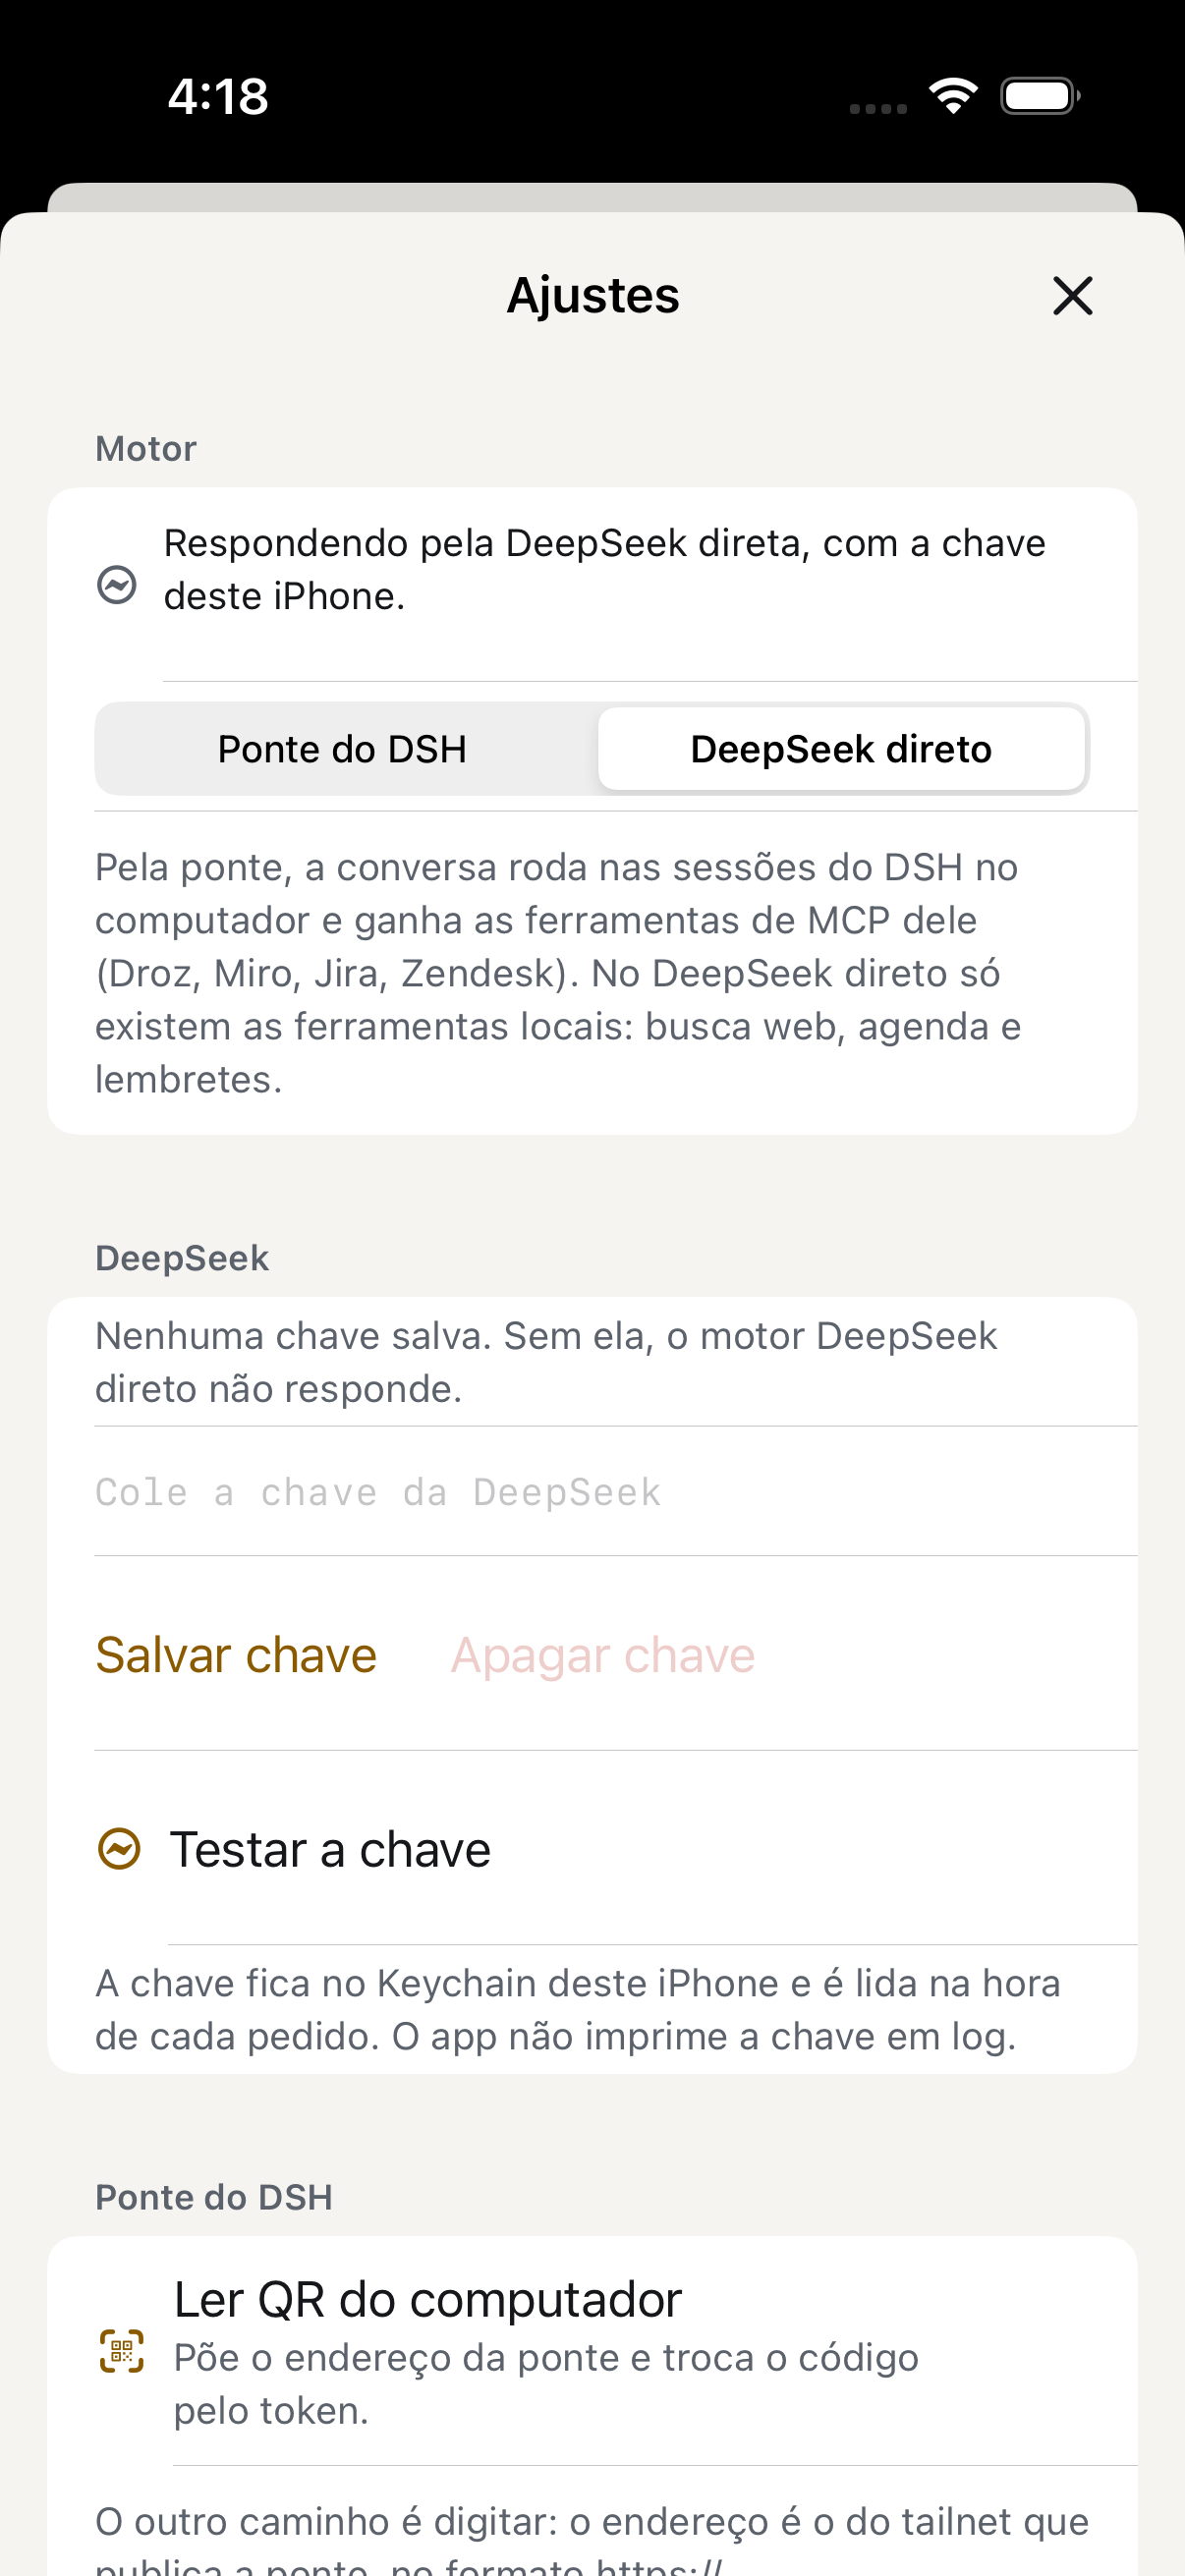 4:18
Ajustes
Motor
Respondendo pela DeepSeek direta, com a chave
deste iPhone.
Ponte do DSH
DeepSeek direto
Pela ponte, a conversa roda nas sessões do DSH no
computador e ganha as ferramentas de MCP dele
(Droz, Miro, Jira, Zendesk). No DeepSeek direto só
existem as ferramentas locais: busca web, agenda e
lembretes.
DeepSeek
Nenhuma chave salva. Sem ela, o motor DeepSeek
direto não responde.
Cole a chave da DeepSeek
Salvar chave
Apagar chave
Testar a chave
A chave fica no Keychain deste iPhone e é lida na hora
de cada pedido. O app não imprime a chave em log.
Ponte do DSH
Ler QR do computador
Põe o endereço da ponte e troca o código
pelo token.
O outro caminho é digitar: o endereço é o do tailnet que
publica a ponte, no formato https://